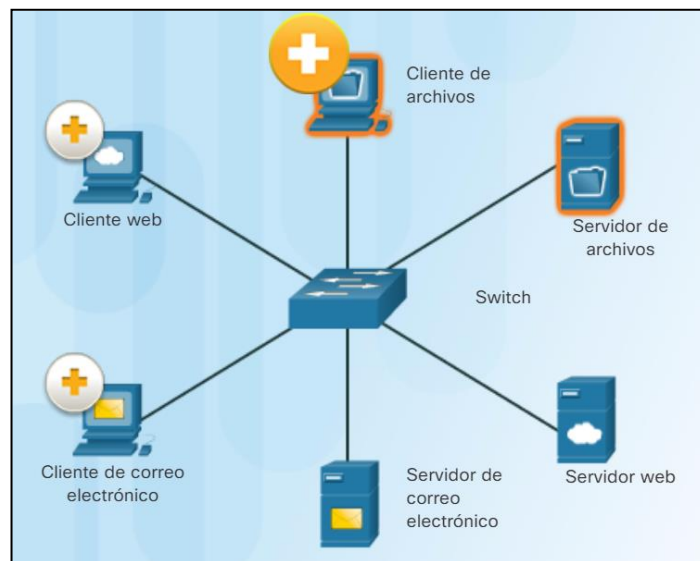 Cliente de
archivos
Cliente web
Servidor de
archivos
Switch
Cliente de correo
electrónico
Servidor de
correo
electrónico
Servidor web